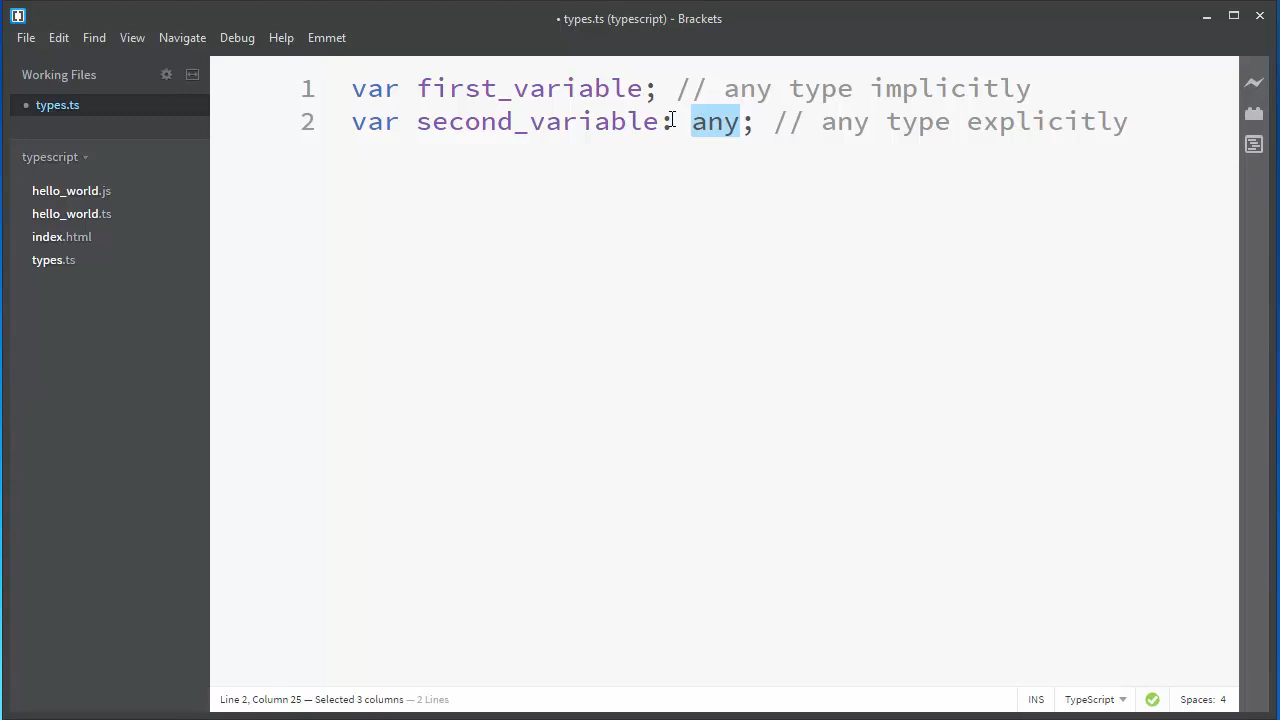 • types.ts (typescript) - Brackets
File Edit Find View Navigate Debug Help Emmet
Working Files
• types.ts
typescript
hello_world.js
hello_world.ts
index.html
types.ts
1 var first_variable; // any type implicitly
2 var second_variable: any; // any type explicitly
Line 2, Column 25 — Selected 3 columns — 2 Lines
INS TypeScript Spaces: 4